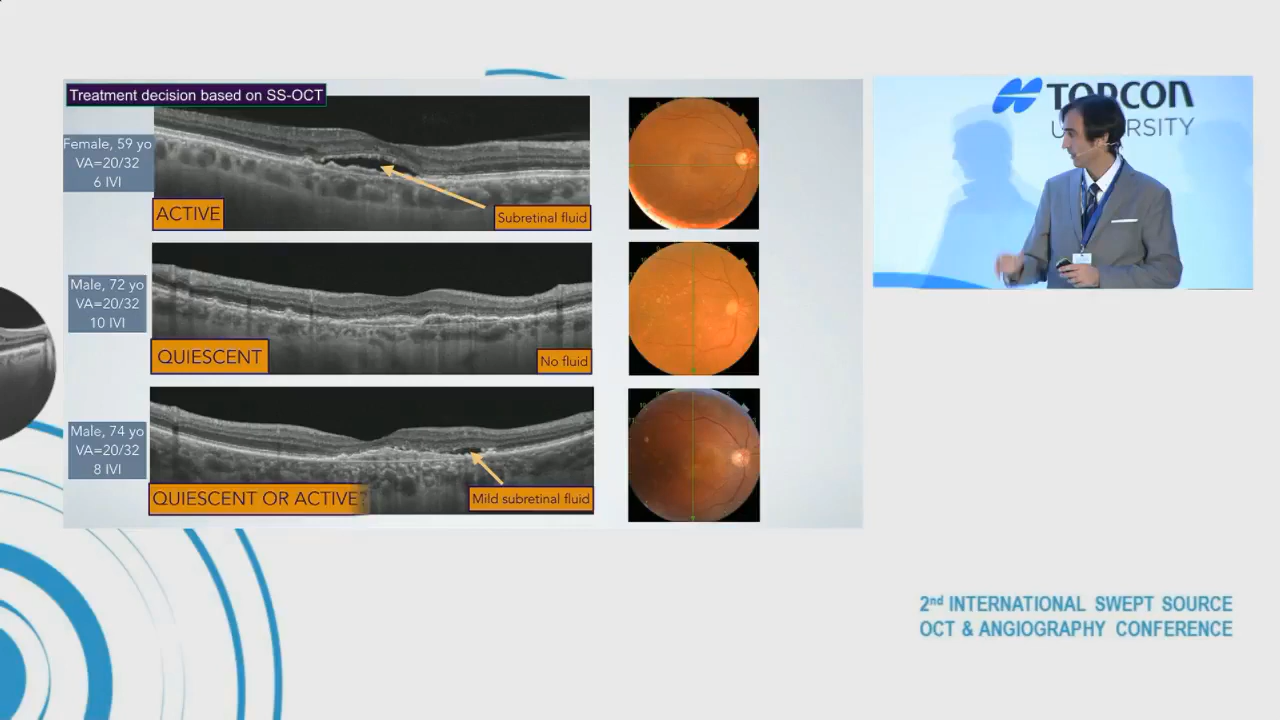 Treatment decision based on SS-OCT
Female, 59 yo
VA=20/32
6 IVI
ACTIVE
Subretinal fluid
Male, 72 yo
VA=20/32
10 IVI
QUIESCENT
No fluid
Male, 74 yo
VA=20/32
8 IVI
QUIESCENT OR ACTIVE?
Mild subretinal fluid
TOPCON
UNIVERSITY
2nd INTERNATIONAL SWEPT SOURCE
OCT & ANGIOGRAPHY CONFERENCE